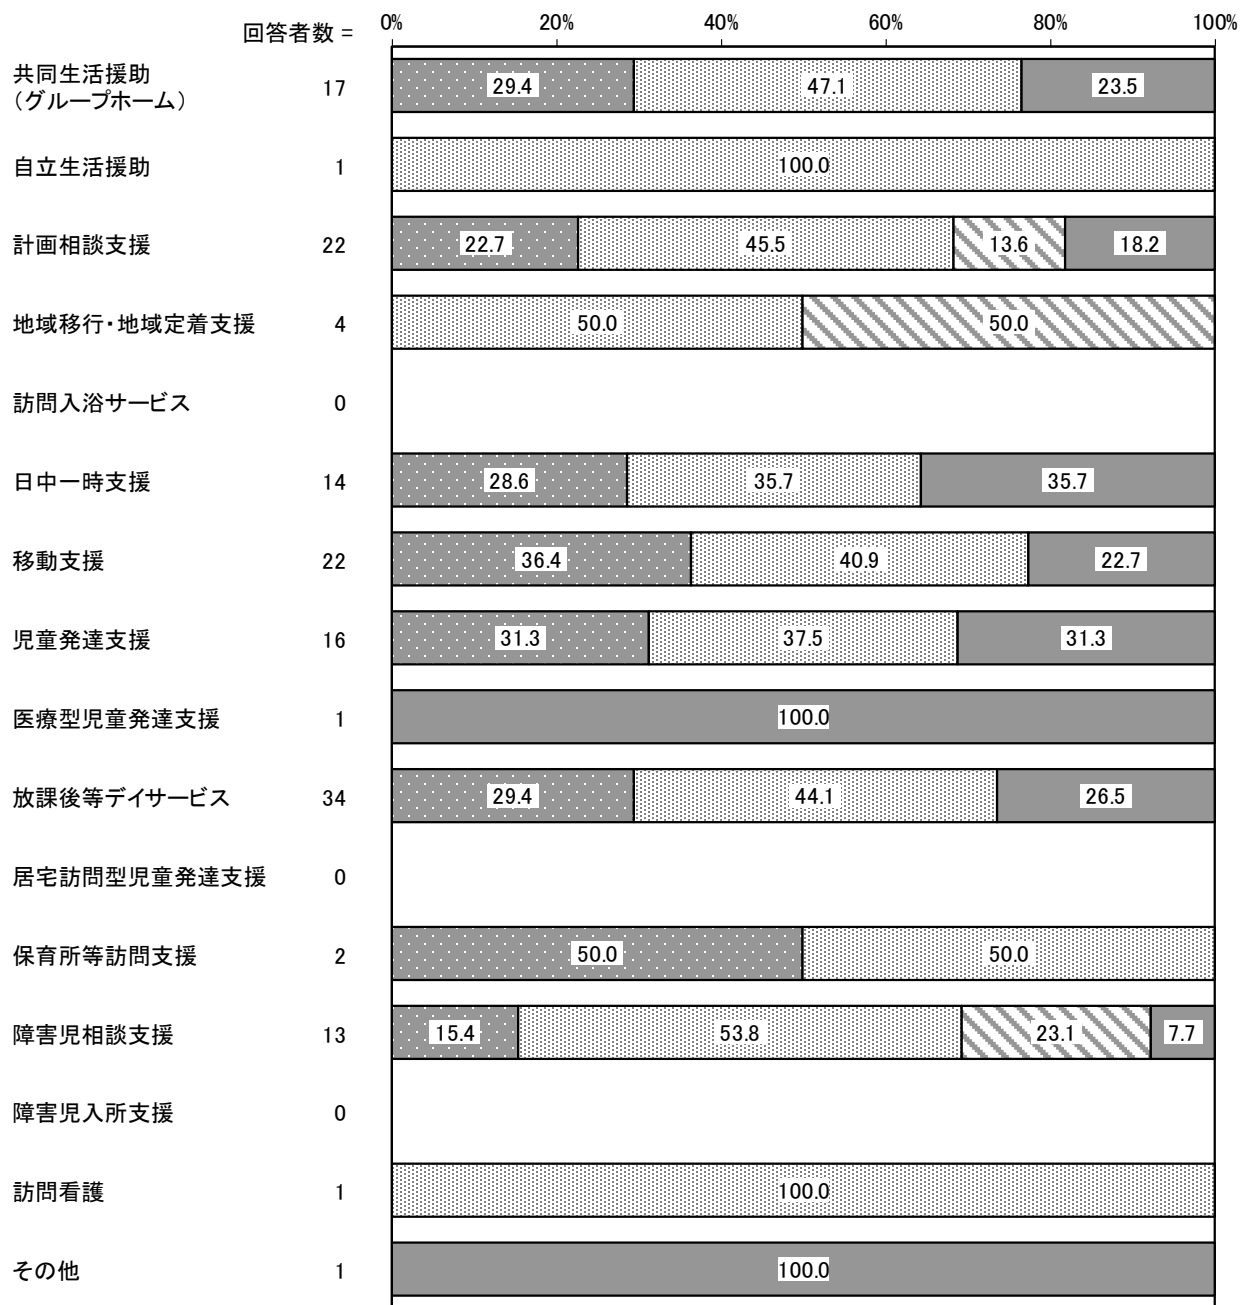 0% 20% 40% 60% 80% 100%
回答者数 =
共同生活援助
（グループホーム） 17 29.4 47.1 23.5
自立生活援助 1 100.0
計画相談支援 22 22.7 45.5 13.6 18.2
地域移行・地域定着支援 4 50.0 50.0
訪問入浴サービス 0
日中一時支援 14 28.6 35.7 35.7
移動支援 22 36.4 40.9 22.7
児童発達支援 16 31.3 37.5 31.3
医療型児童発達支援 1 100.0
放課後等デイサービス 34 29.4 44.1 26.5
居宅訪問型児童発達支援 0
保育所等訪問支援 2 50.0 50.0
障害児相談支援 13 15.4 53.8 23.1 7.7
障害児入所支援 0
訪問看護 1 100.0
その他 1 100.0